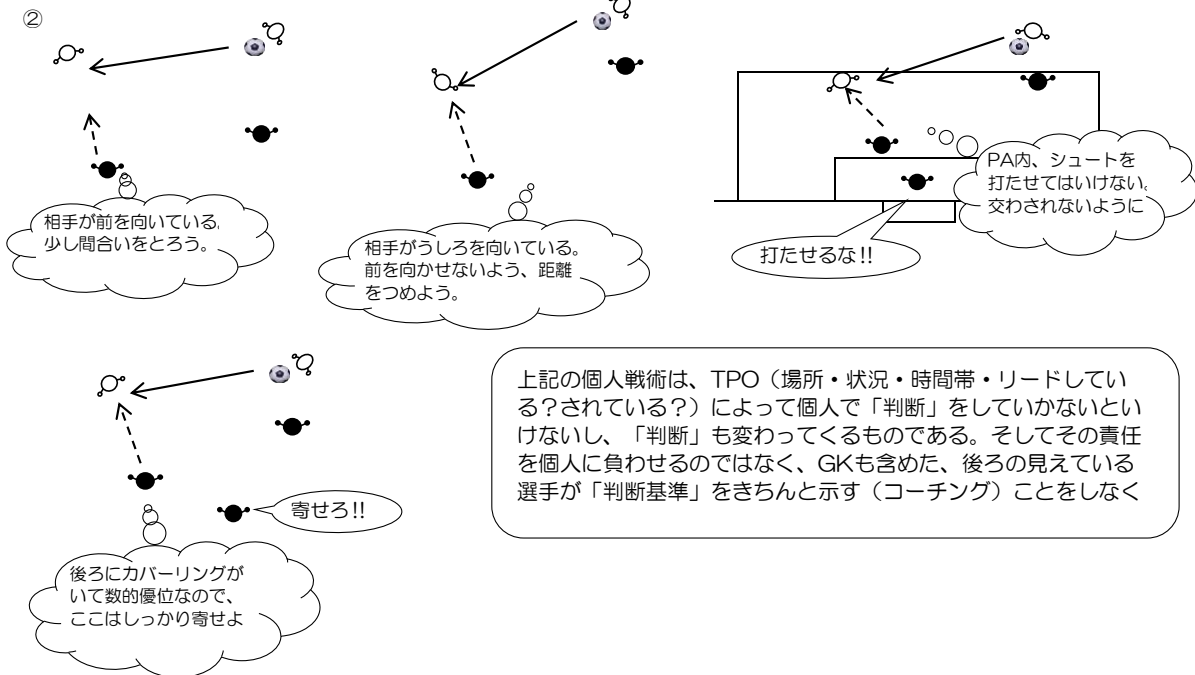 ②
相手が前を向いている。
少し間合いをとろう。
相手がうしろを向いている。
前を向かせないよう、距離
をつめよう。
PA内、シュートを
打たせてはいけない。
交わされないように
打たせるな!!
後ろにカバーリングが
いて数的優位なので、
ここはしっかり寄せよ
寄せろ!!
上記の個人戦術は、TPO(場所・状況・時間帯・リードしてい
る?されている?)によって個人で「判断」をしていかないとい
けないし、「判断」も変わってくるものである。そしてその責任
を個人に負わせるのではなく、GKも含めた、後ろの見えている
選手が「判断基準」をきちんと示す(コーチング)ことをしなく